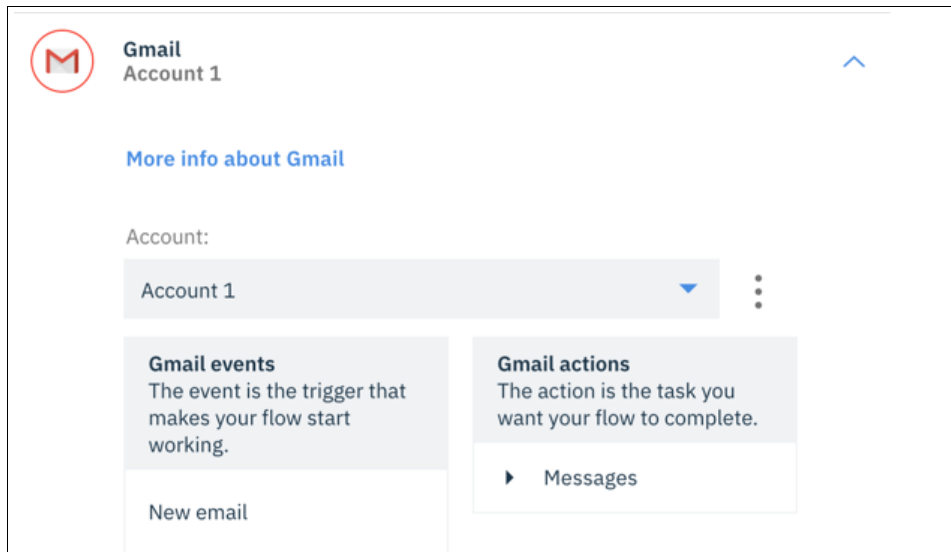 Gmail
Account 1
More info about Gmail
Account:
Account 1
Gmail events
The event is the trigger that
makes your flow start
working.
New email
Gmail actions
The action is the task you
want your flow to complete.
Messages